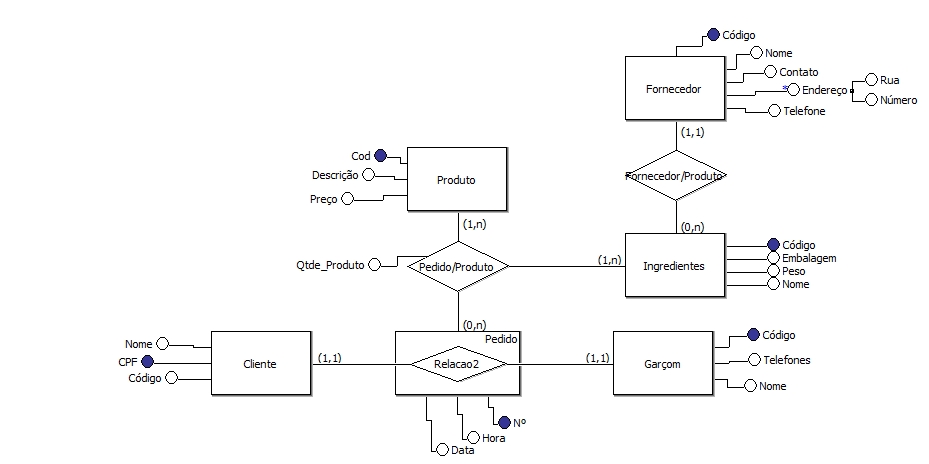 Código
Nome
Contato
Fornecedor
* Endereço
Rua
Número
Telefone
(1,1)
Cod
Descrição
Preço
Produto
Fornecedor/Produto
(1,n)
(0,n)
Qtde_Produto
Pedido/Produto
(1,n)
Ingredientes
Código
Embalagem
Peso
Nome
(0,n)
Nome
CPF
Código
Cliente
(1,1)
Pedido
Relacao2
(1,1)
Garçom
Código
Telefones
Nome
Nº
Hora
Data